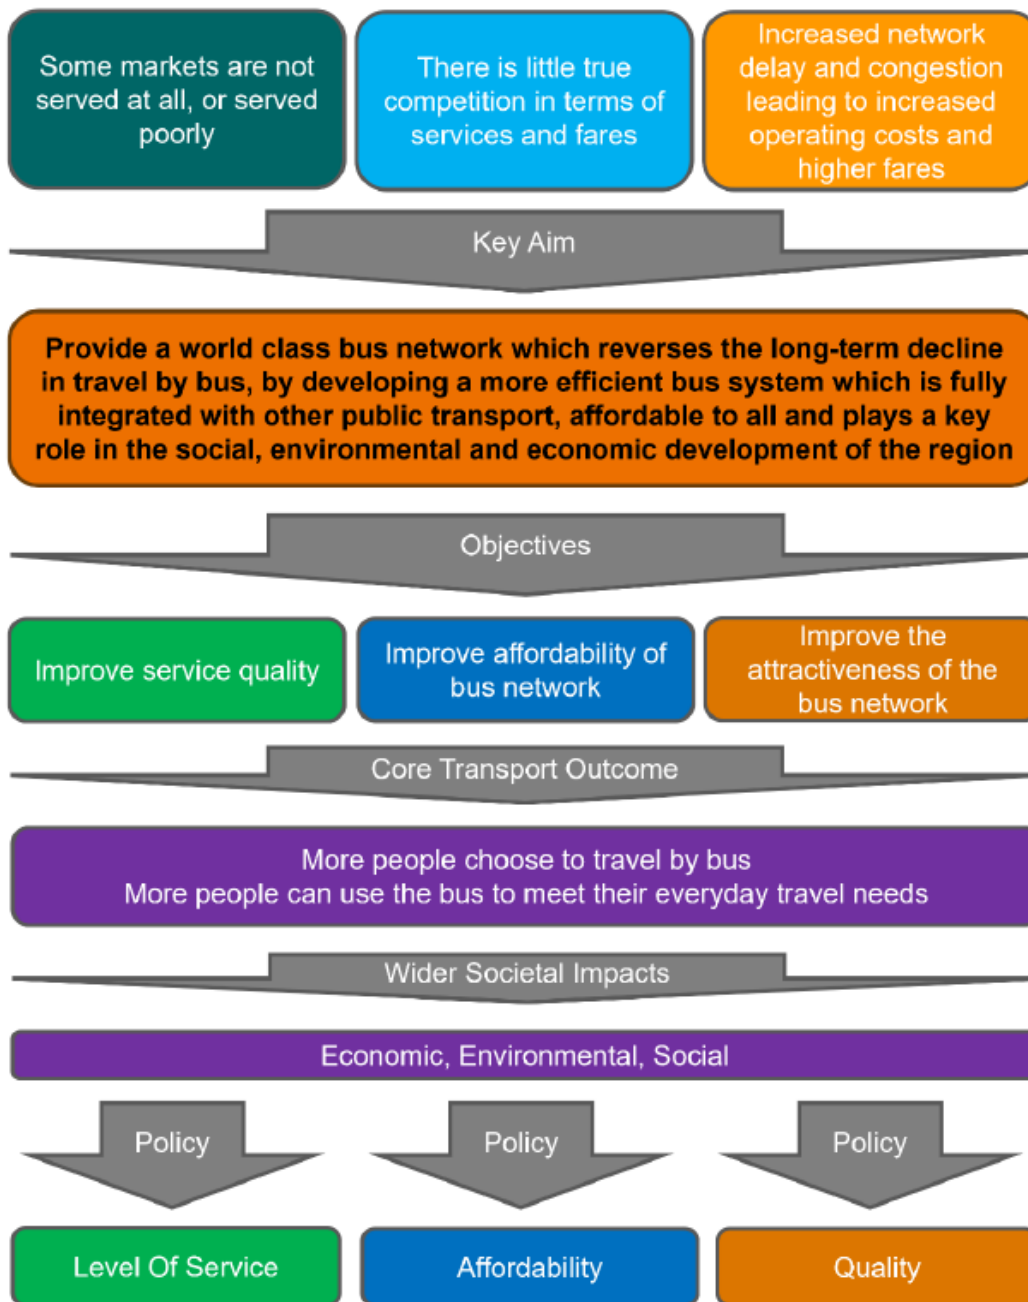 Some markets are not
served at all, or served
poorly
There is little true
competition in terms of
services and fares
Increased network
delay and congestion
leading to increased
operating costs and
higher fares
Key Aim
Provide a world class bus network which reverses the long-term decline
in travel by bus, by developing a more efficient bus system which is fully
integrated with other public transport, affordable to all and plays a key
role in the social, environmental and economic development of the region
Objectives
Improve service quality
Improve affordability of
bus network
Improve the
attractiveness of the
bus network
Core Transport Outcome
More people choose to travel by bus
More people can use the bus to meet their everyday travel needs
Wider Societal Impacts
Economic, Environmental, Social
Policy
Policy
Policy
Level Of Service
Affordability
Quality